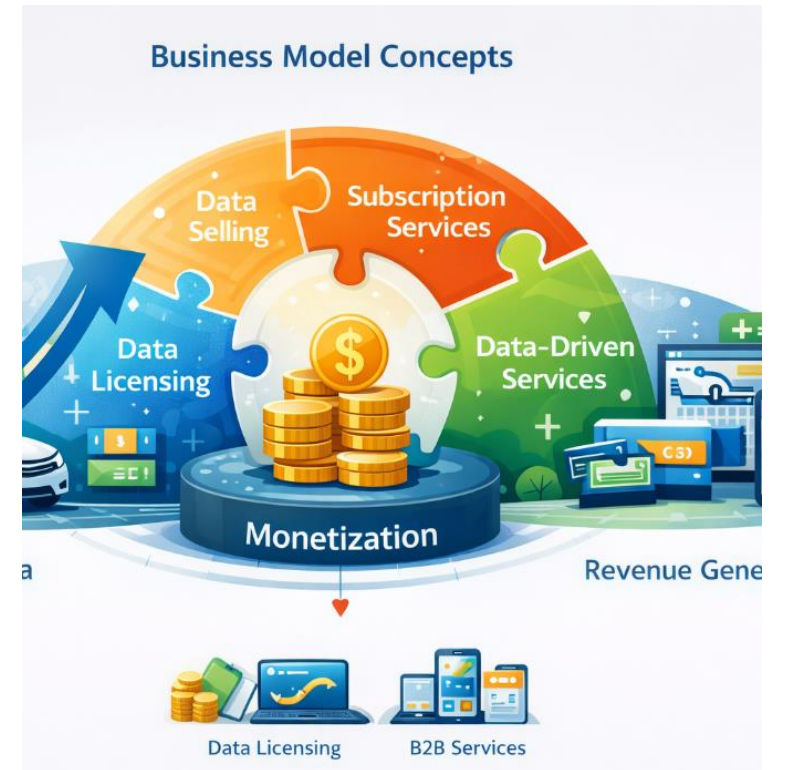 Business Model Concepts
Data
Selling
Subscription
Services
Data
Licensing
Data-Driven
Services
$
$
Monetization
a
Revenue Gene
Data Licensing
B2B Services